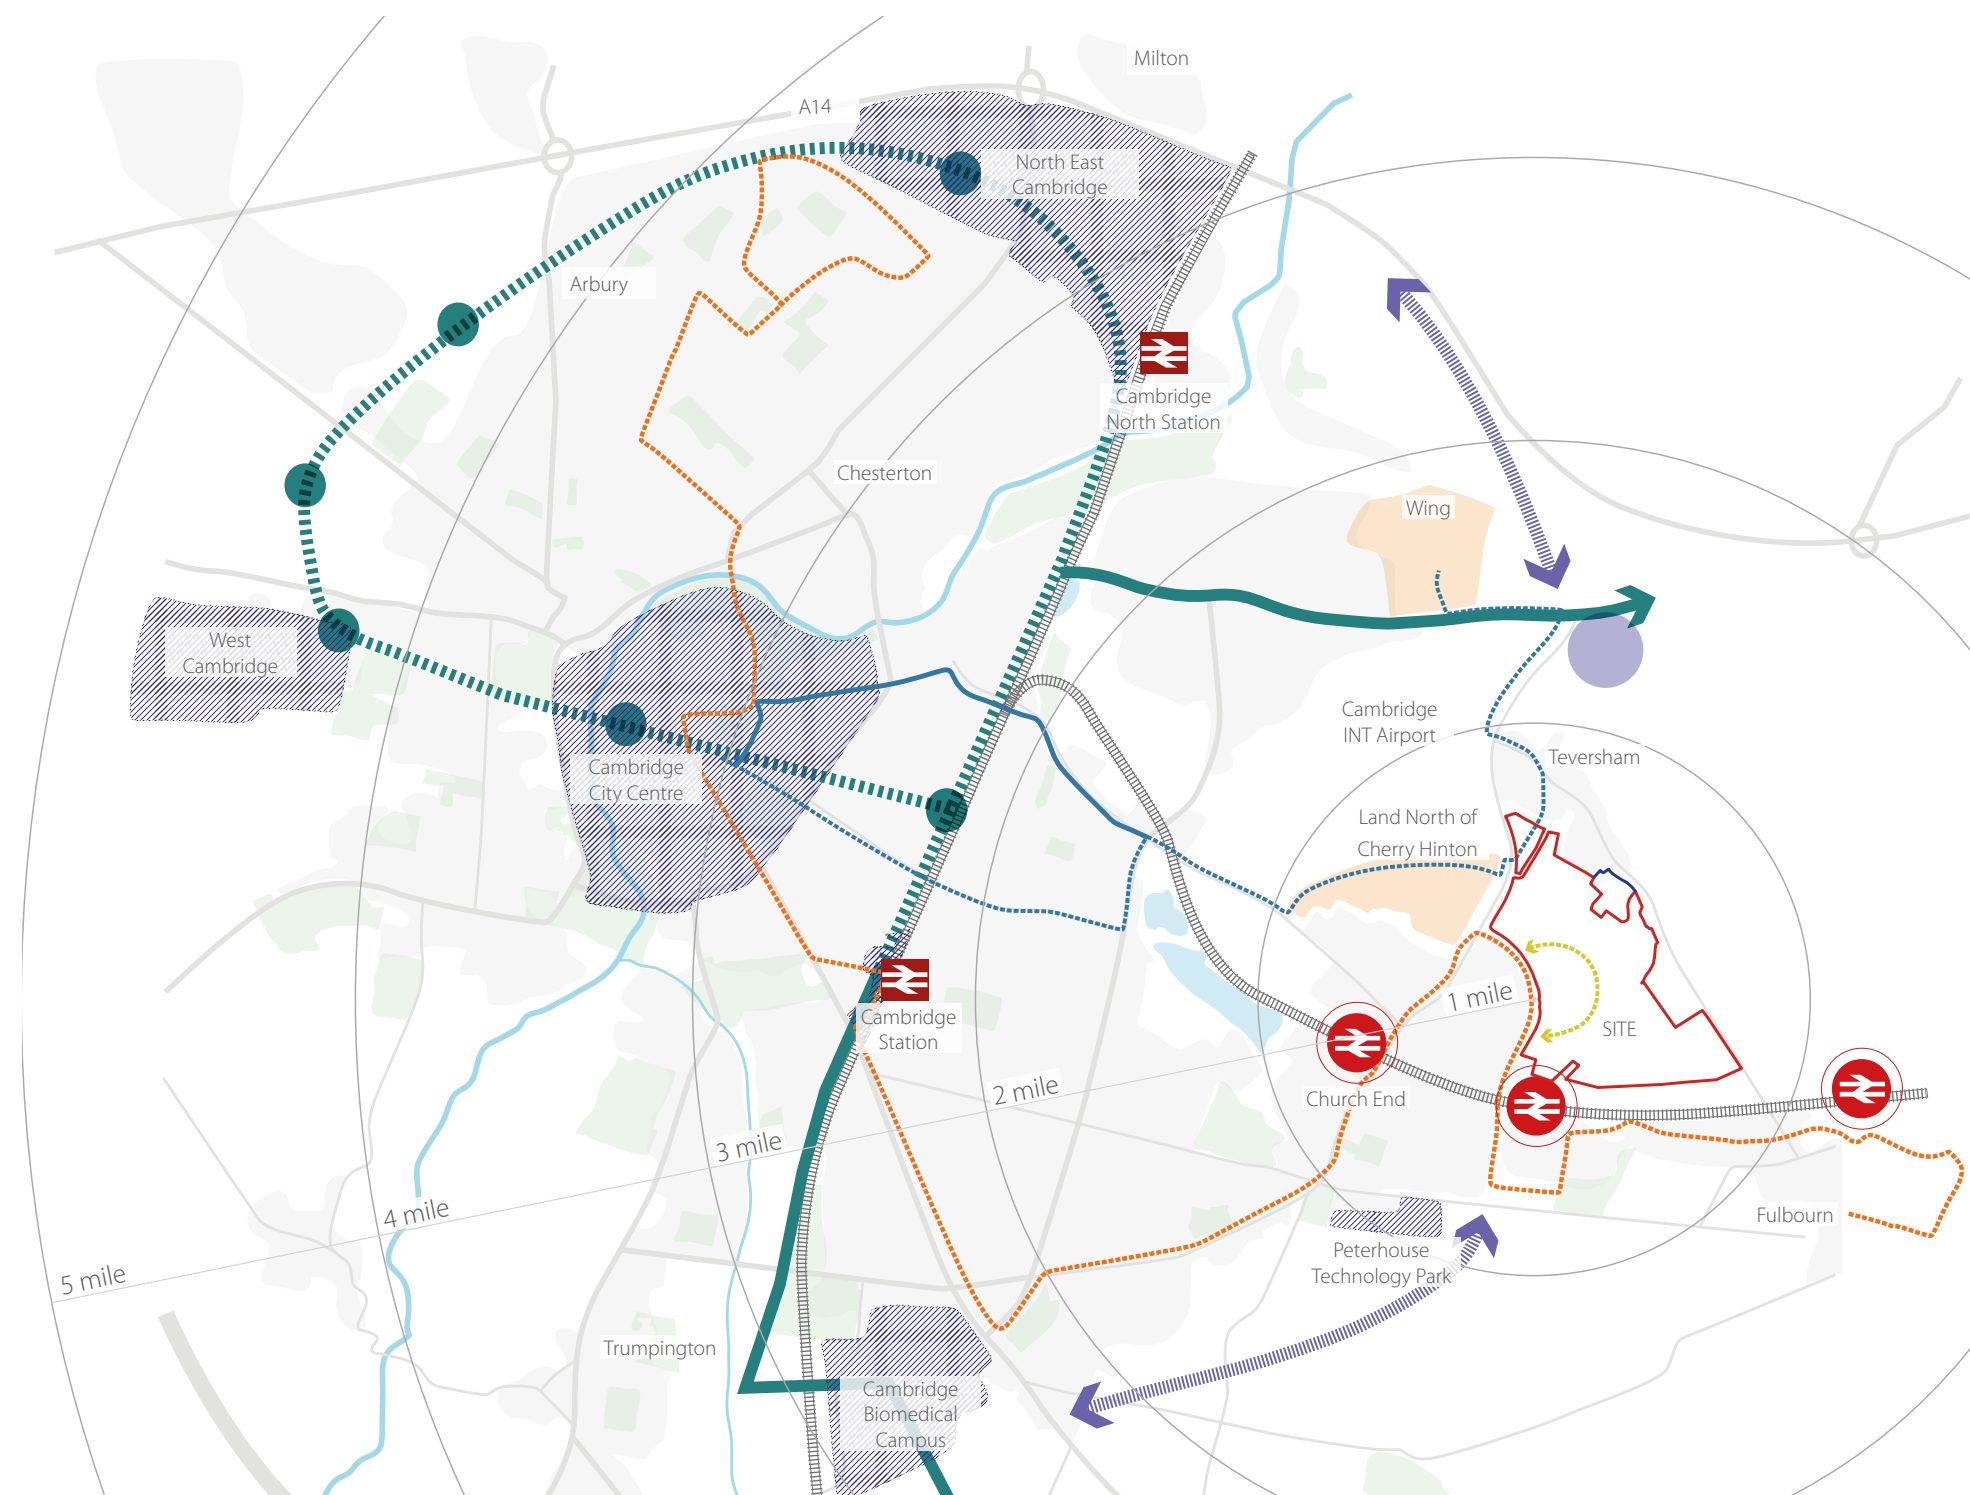 Milton
A14
North East
Cambridge
Arbury
Cambridge
North Station
Chesterton
Wing
West
Cambridge
Cambridge
INT Airport
Teversham
Cambridge
City Centre
Land North of
Cherry Hinton
1 mile
SITE
Cambridge
Station
2 mile
Church End
3 mile
4 mile
Fulbourn
Peterhouse
Technology Park
5 mile
Trumpington
Cambridge
Biomedical
Campus